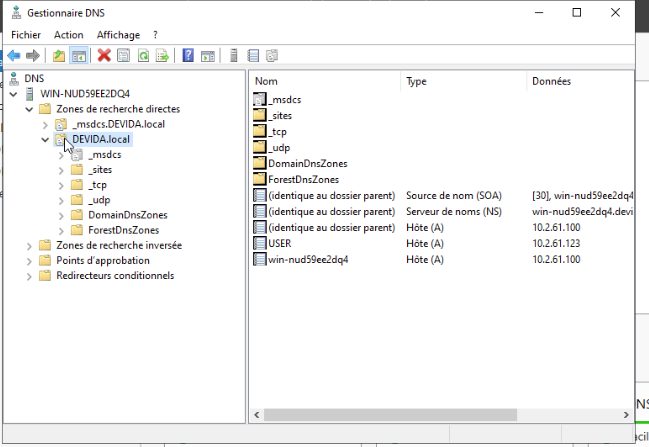 Gestionnaire DNS
Fichier Action Affichage ?
DNS
WIN-NUD59EE2DQ4
Zones de recherche directes
_msdcs.DEVIDA.local
DEVIDA.local
_msdcs
_sites
_tcp
_udp
DomainDnsZones
ForestDnsZones
Zones de recherche inversée
Points d'approbation
Redirecteurs conditionnels
Nom Type Données
_msdcs
_sites
_tcp
_udp
DomainDnsZones
ForestDnsZones
(identique au dossier parent) Source de nom (SOA) [30], win-nud59ee2dq4
(identique au dossier parent) Serveur de noms (NS) win-nud59ee2dq4.devi
(identique au dossier parent) Hôte (A) 10.2.61.100
USER Hôte (A) 10.2.61.123
win-nud59ee2dq4 Hôte (A) 10.2.61.100
NS